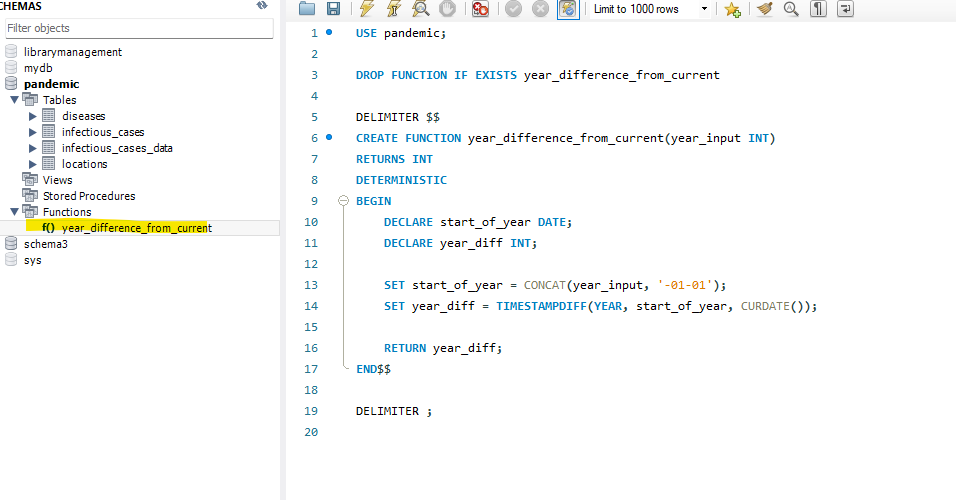 SCHEMAS
Filter objects
librarymanagement
mydb
pandemic
Tables
diseases
infectious_cases
infectious_cases_data
locations
Views
Stored Procedures
Functions
f() year_difference_from_current
schema3
sys
Limit to 1000 rows
1 USE pandemic;
2
3 DROP FUNCTION IF EXISTS year_difference_from_current
4
5 DELIMITER $$
6 CREATE FUNCTION year_difference_from_current(year_input INT)
7 RETURNS INT
8 DETERMINISTIC
9 BEGIN
10 DECLARE start_of_year DATE;
11 DECLARE year_diff INT;
12
13 SET start_of_year = CONCAT(year_input, '-01-01');
14 SET year_diff = TIMESTAMPDIFF(YEAR, start_of_year, CURDATE());
15
16 RETURN year_diff;
17 END$$
18
19 DELIMITER ;
20